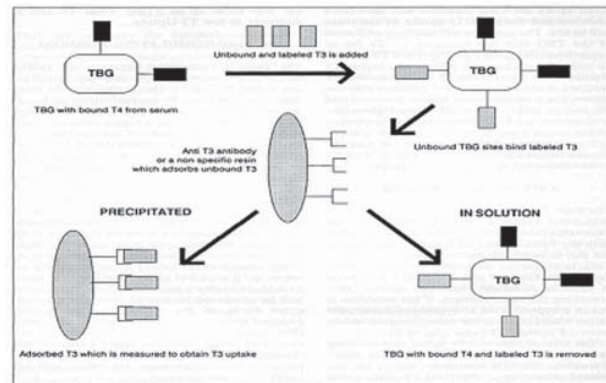 TBG
Unbound and labeled T3 is added
TBG
TBG with bound T4 from serum
Unbound TBG sites bind labeled T3
Anti T3 antibody
or a non specific resin
which adsorbes unbound T3
PRECIPITATED
IN SOLUTION
TBG
Adsorbed T3 which is measured to obtain T3 uptake
TBG with bound T4 and labeled T3 is removed